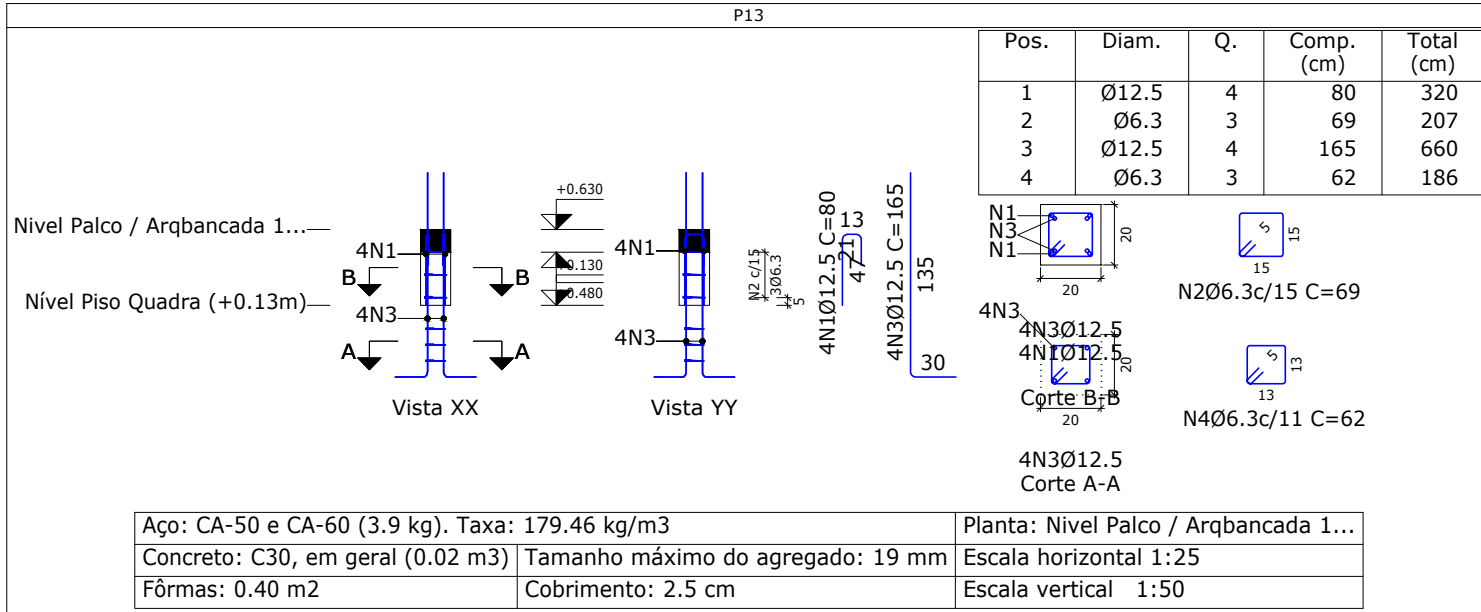 P13
Pos. Diam. Q. Comp. (cm) Total (cm)
1 Ø12.5 4 80 320
2 Ø6.3 3 69 207
3 Ø12.5 4 165 660
4 Ø6.3 3 62 186
Nivel Palco / Arqbancada 1...
Nível Piso Quadra (+0.13m)
4N1
B B
4N3
A A
Vista XX
+0.630
+0.130
+0.480
4N1
4N3
Vista YY
N2 c/15
3Ø6.3
5
4N1Ø12.5 C=80
13
21
47
4N3Ø12.5 C=165
135
30
N1
N3
N1
20
20
4N3Ø12.5
4N1Ø12.5
Corte B-B
15
15
5
N2Ø6.3c/15 C=69
4N3
20
20
4N3Ø12.5
Corte A-A
5
13
13
N4Ø6.3c/11 C=62
Aço: CA-50 e CA-60 (3.9 kg). Taxa: 179.46 kg/m3
Planta: Nivel Palco / Arqbancada 1...
Concreto: C30, em geral (0.02 m3)
Tamanho máximo do agregado: 19 mm
Escala horizontal 1:25
Fôrmas: 0.40 m2
Cobrimento: 2.5 cm
Escala vertical 1:50